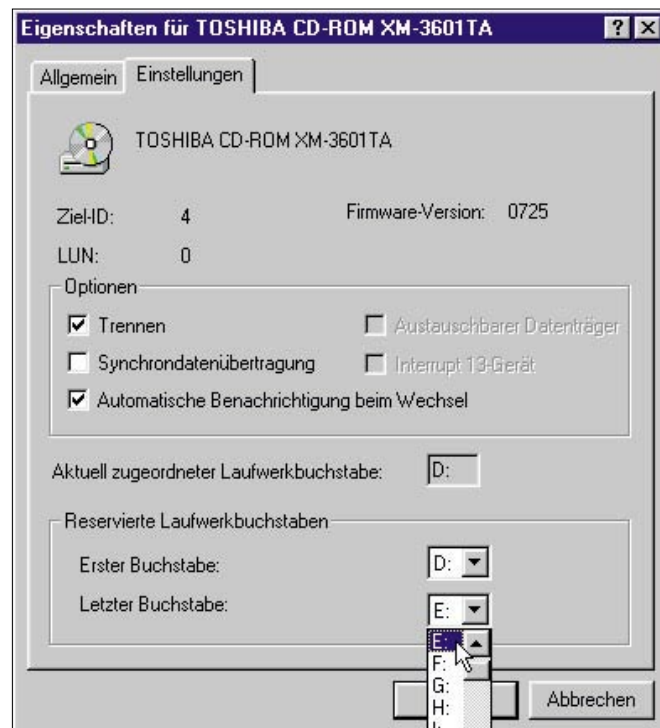 Eigenschaften für TOSHIBA CD-ROM XM-3601TA
Allgemein Einstellungen
TOSHIBA CD-ROM XM-3601TA
Ziel-ID: 4 Firmware-Version: 0725
LUN: 0
Optionen
Trennen Austauschbarer Datenträger
Synchrondatenübertragung Interrupt 13-Gerät
Automatische Benachrichtigung beim Wechsel
Aktuell zugeordneter Laufwerkbuchstabe: D:
Reservierte Laufwerkbuchstaben
Erster Buchstabe: D:
Letzter Buchstabe: E:
E:
F:
G:
H:
Abbrechen